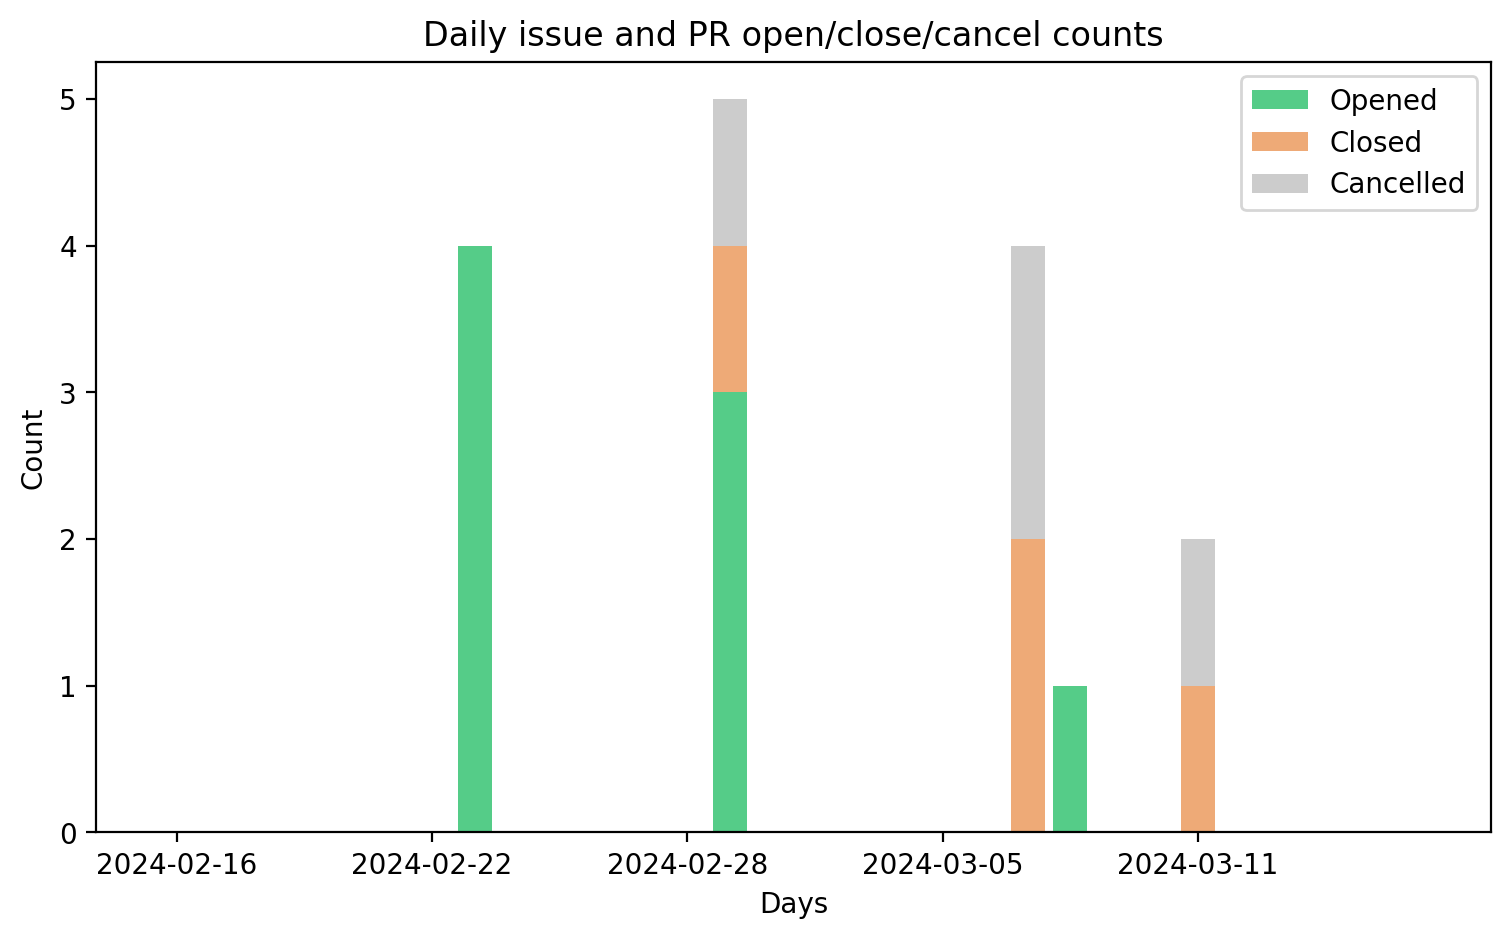 Daily issue and PR open/close/cancel counts
Opened
Closed
Cancelled
5
4
3
2
1
0
Count
2024-02-16 2024-02-22 2024-02-28 2024-03-05 2024-03-11
Days